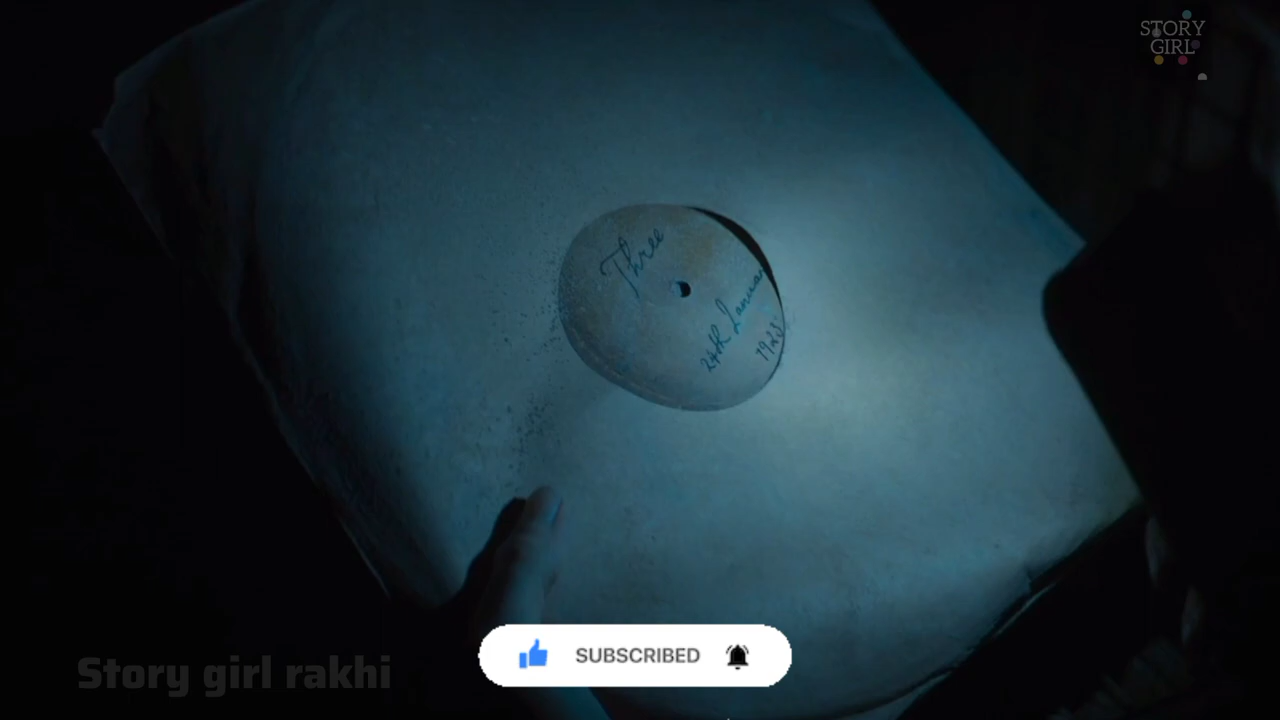 STORY
GIRL
Three
24th January
1925
Story girl rakhi
SUBSCRIBED